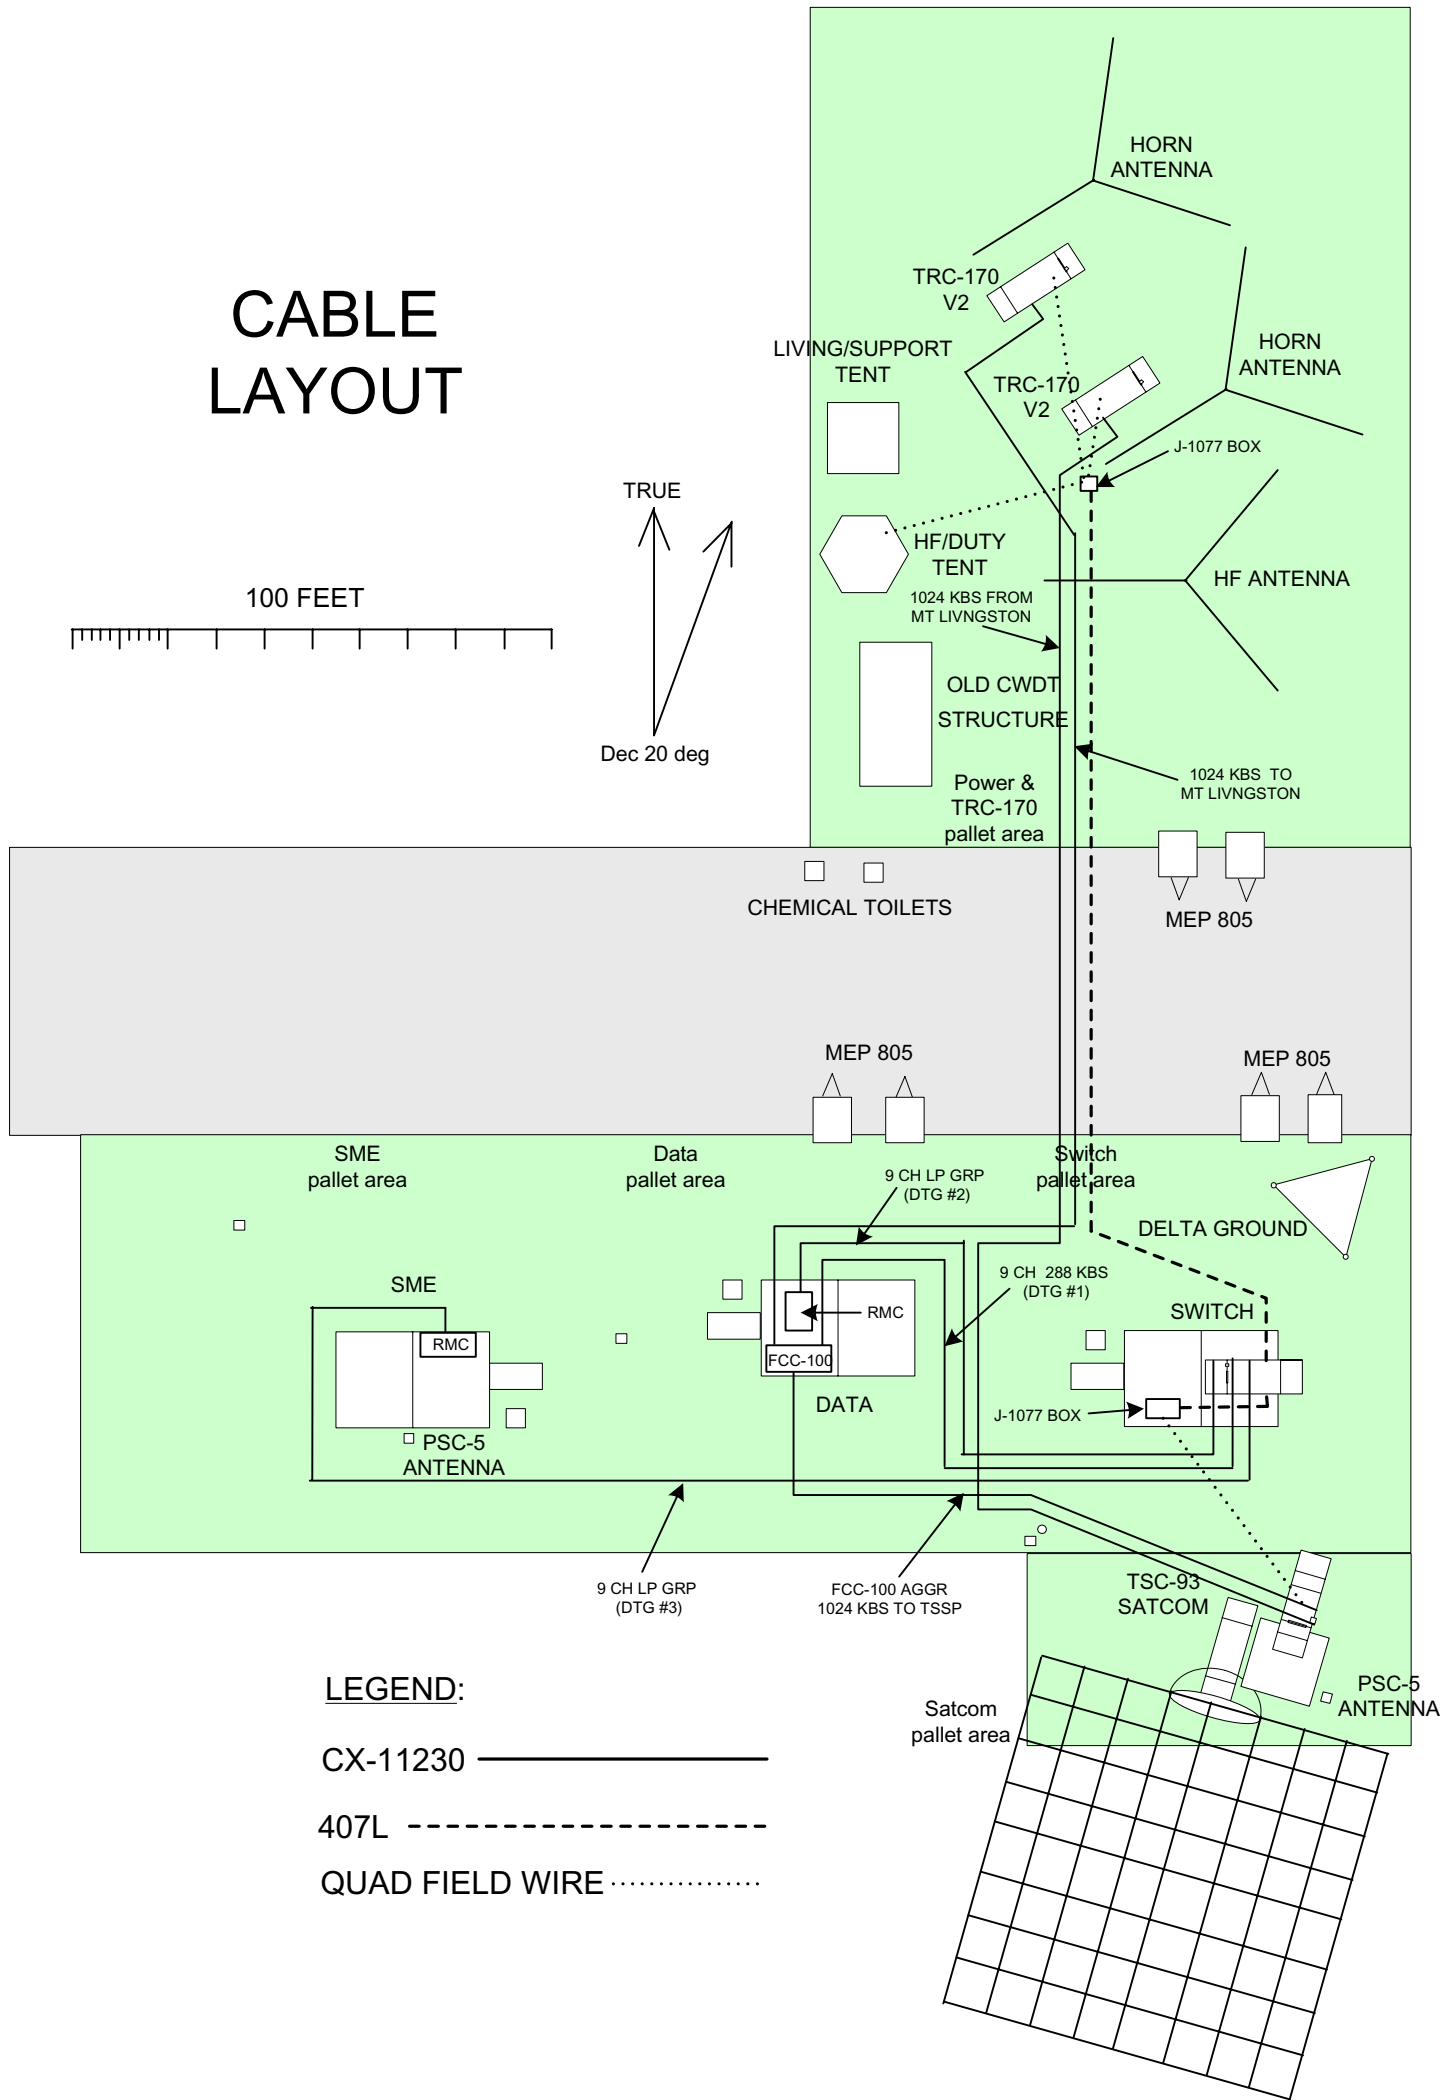 CABLE
LAYOUT
HORN
ANTENNA
TRC-170
V2
LIVING/SUPPORT
TENT
HORN
ANTENNA
TRC-170
V2
J-1077 BOX
TRUE
HF/DUTY
TENT
HF ANTENNA
100 FEET
1024 KBS FROM
MT LIVNGSTON
OLD CWDT
STRUCTURE
Dec 20 deg
1024 KBS TO
MT LIVNGSTON
Power &
TRC-170
pallet area
CHEMICAL TOILETS
MEP 805
MEP 805
MEP 805
SME
pallet area
Data
pallet area
Switch
pallet area
9 CH LP GRP
(DTG #2)
DELTA GROUND
9 CH 288 KBS
(DTG #1)
SME
RMC
SWITCH
RMC
FCC-100
DATA
J-1077 BOX
PSC-5
ANTENNA
9 CH LP GRP
(DTG #3)
FCC-100 AGGR
1024 KBS TO TSSP
TSC-93
SATCOM
PSC-5
ANTENNA
Satcom
pallet area
LEGEND:
CX-11230
407L
QUAD FIELD WIRE